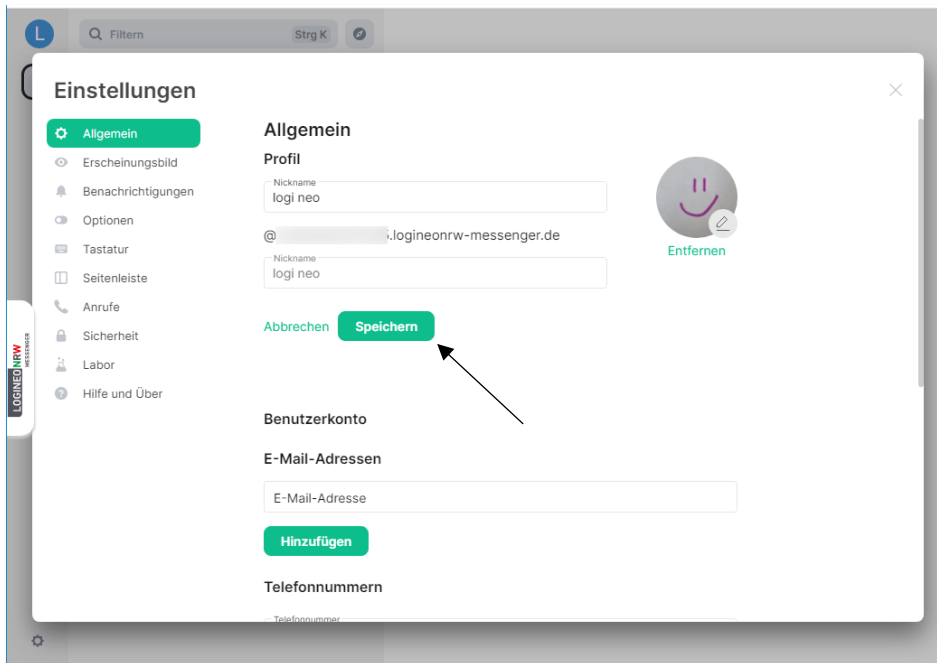 L
Filtern
Strg K
Einstellungen
Allgemein
Erscheinungsbild
Benachrichtigungen
Optionen
Tastatur
Seitenleiste
Anrufe
Sicherheit
Labor
Hilfe und Über
LOGINEO NRW
MESSENGER
Allgemein
Profil
Nickname
logi neo
@ .logineonrw-messenger.de
Nickname
logi neo
Entfernen
Abbrechen
Speichern
Benutzerkonto
E-Mail-Adressen
E-Mail-Adresse
Hinzufügen
Telefonnummern
Telefonnummer